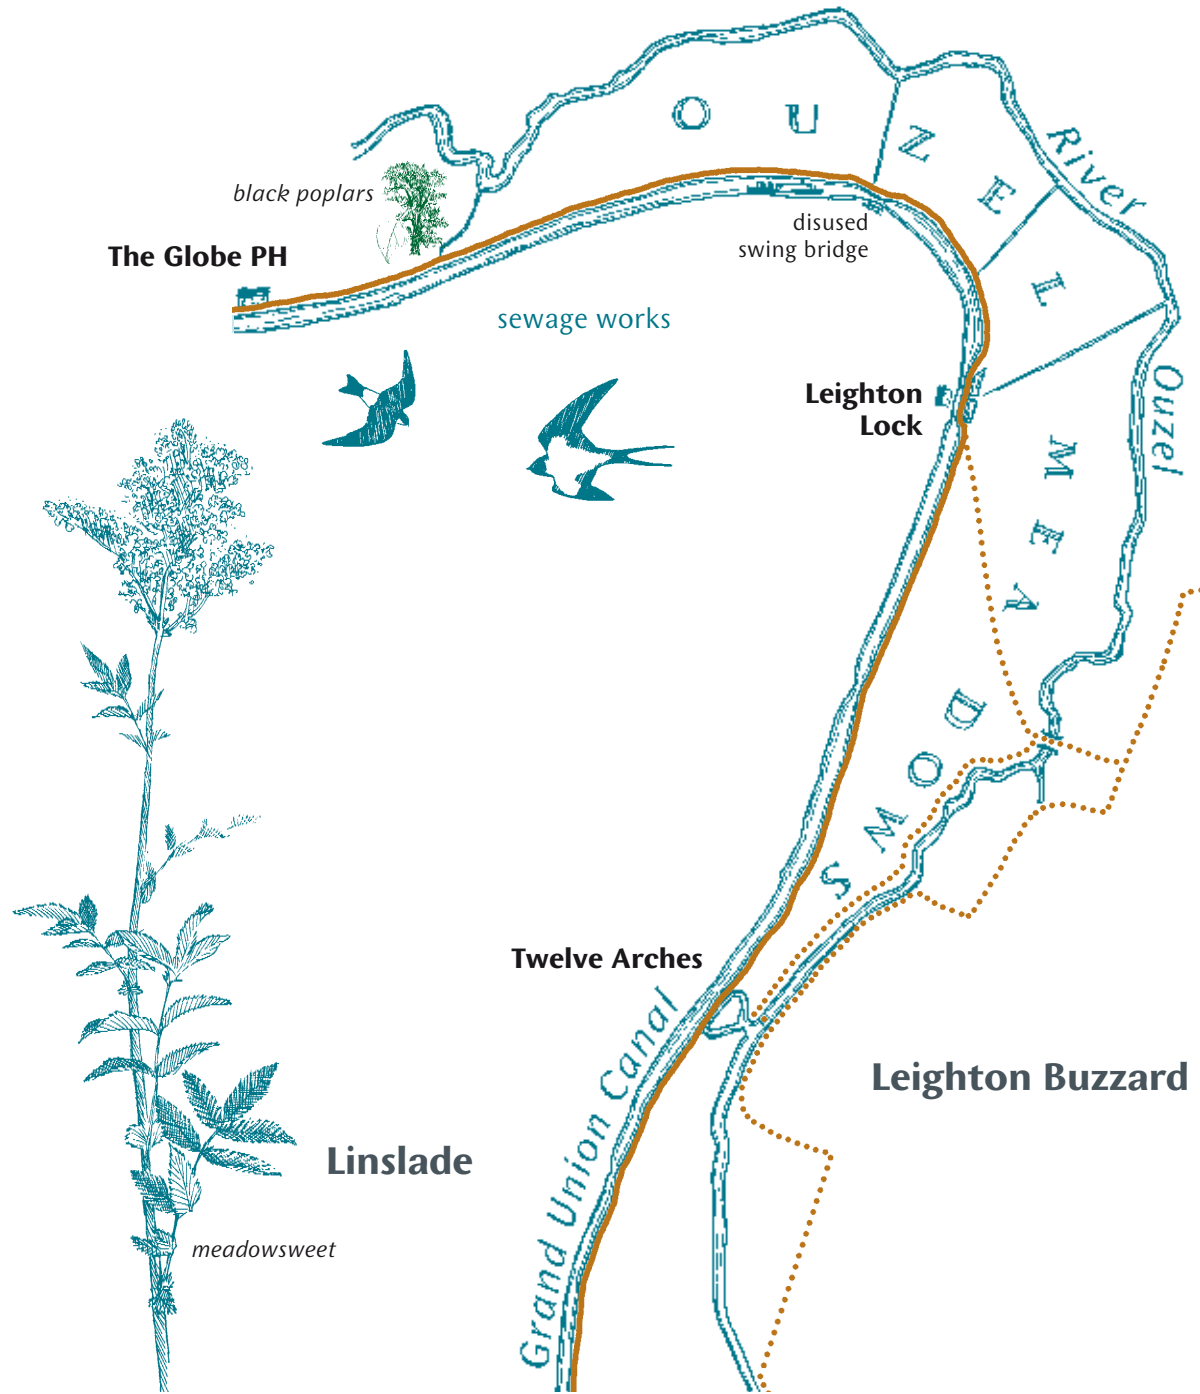 OUZEL MEADOWS
River Ouzel
black poplars
The Globe PH
disused
swing bridge
sewage works
Leighton
Lock
Twelve Arches
Grand Union Canal
Leighton Buzzard
Linslade
meadowsweet